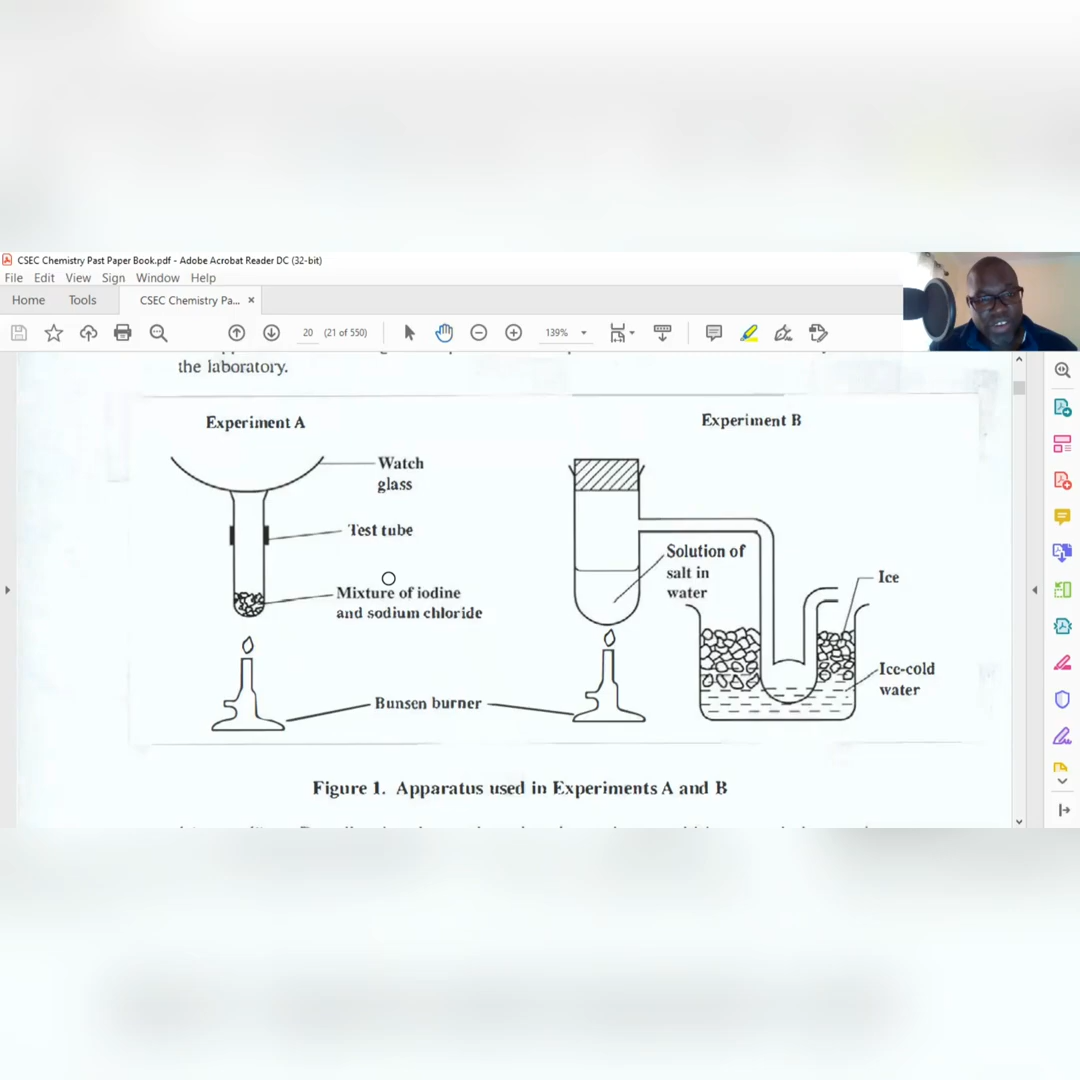 CSEC Chemistry Past Paper Book.pdf - Adobe Acrobat Reader DC (32-bit)
File Edit View Sign Window Help
Home Tools CSEC Chemistry Pa... ×
20 (21 of 550) 139%
the laboratory.
Experiment A
Experiment B
Watch
glass
Test tube
Mixture of iodine
and sodium chloride
Bunsen burner
Solution of
salt in
water
Ice
Ice-cold
water
Figure 1. Apparatus used in Experiments A and B